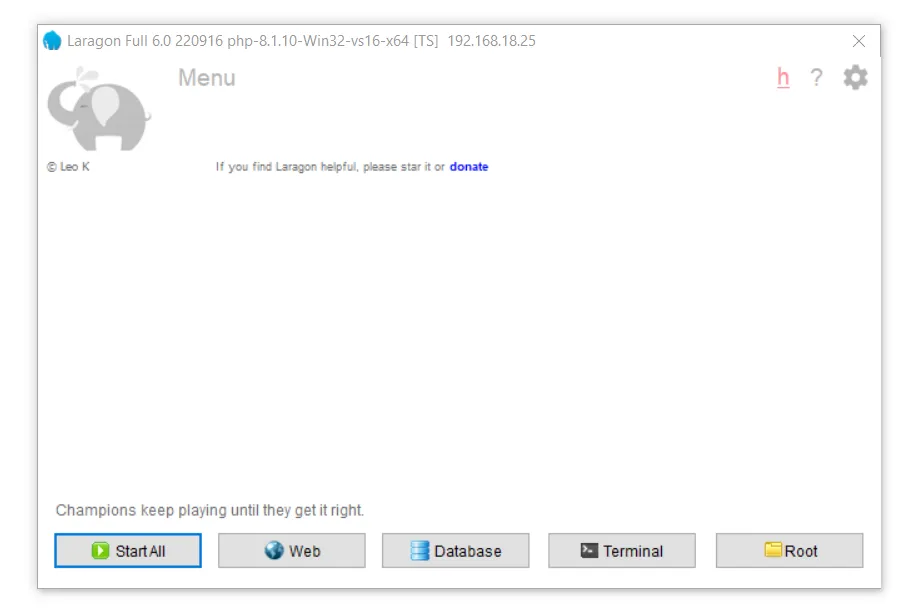 Laragon Full 6.0 220916 php-8.1.10-Win32-vs16-x64 [TS] 192.168.18.25
Menu
h ?
© Leo K
If you find Laragon helpful, please star it or donate
Champions keep playing until they get it right.
Start All
Web
Database
Terminal
Root